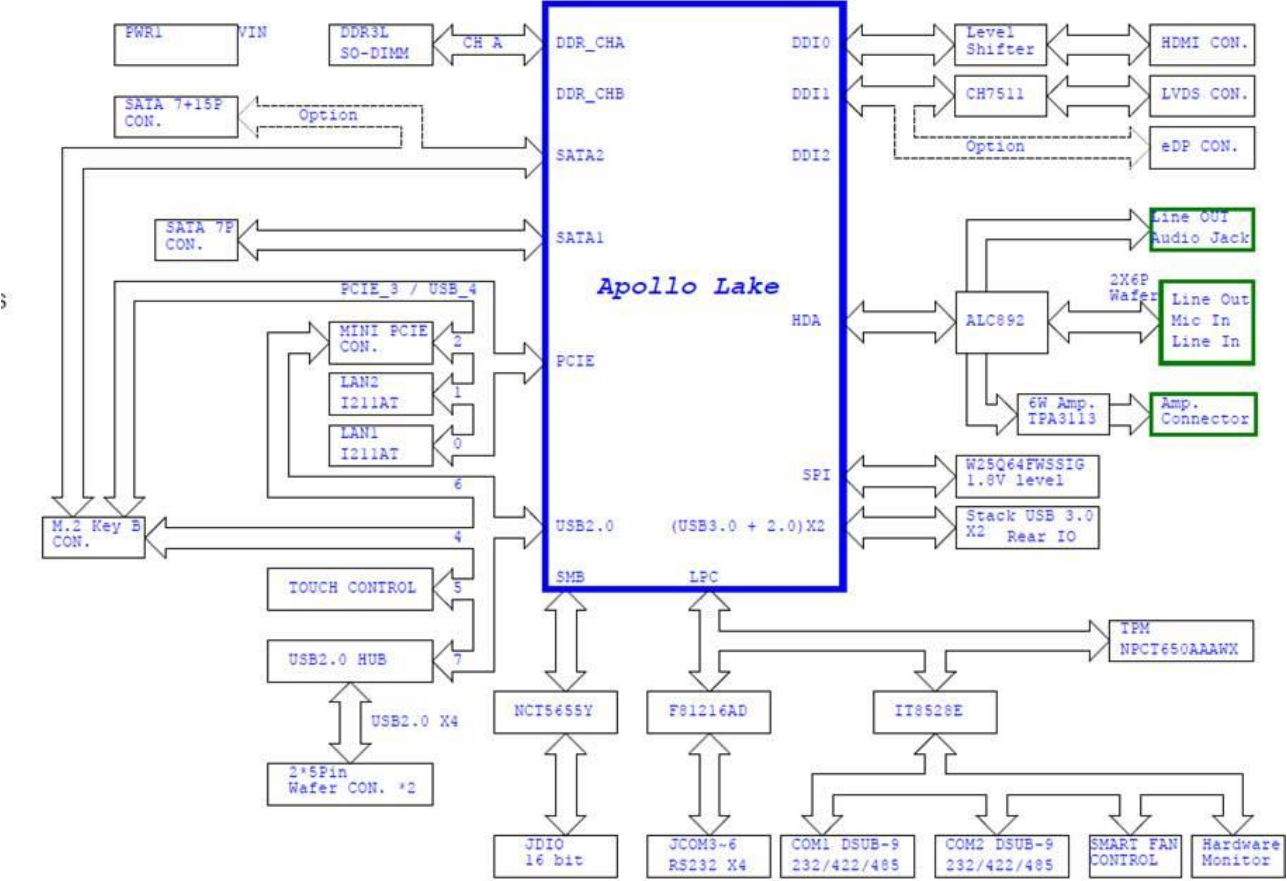 PWR1
VIN
DDR3L
SO-DIMM
CH A
DDR_CHA
DDI0
Level
Shifter
HDMI CON.
SATA 7+15P
CON.
Option
DDR_CHB
DDI1
CH7511
LVDS CON.
SATA2
DDI2
Option
eDP CON.
SATA 7P
CON.
SATA1
Line OUT
Audio Jack
Apollo Lake
PCIE_3 / USB_4
s
MINI PCIE
CON.
2
HDA
ALC892
2X6P
Wafer
Line Out
Mic In
Line In
PCIE
LAN2
I211AT
1
LAN1
I211AT
0
6W Amp.
TPA3113
Amp.
Connector
6
SPI
W25Q64FWSSIG
1.8V level
M.2 Key B
CON.
4
USB2.0
(USB3.0 + 2.0)X2
Stack USB 3.0
X2 Rear IO
SMB
LPC
TOUCH CONTROL
5
USB2.0 HUB
7
TPM
NPCT650AAAWX
USB2.0 X4
NCT5655Y
F81216AD
IT8528E
2*5Pin
Wafer CON. *2
JDIO
16 bit
JCOM3~6
RS232 X4
COM1 DSUB-9
232/422/485
COM2 DSUB-9
232/422/485
SMART FAN
CONTROL
Hardware
Monitor